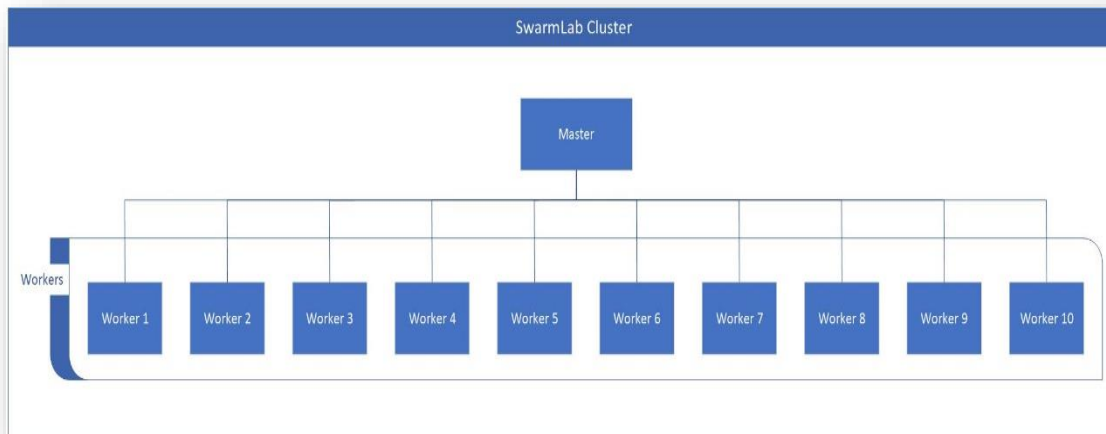 SwarmLab Cluster
Master
Workers
Worker 1
Worker 2
Worker 3
Worker 4
Worker 5
Worker 6
Worker 7
Worker 8
Worker 9
Worker 10